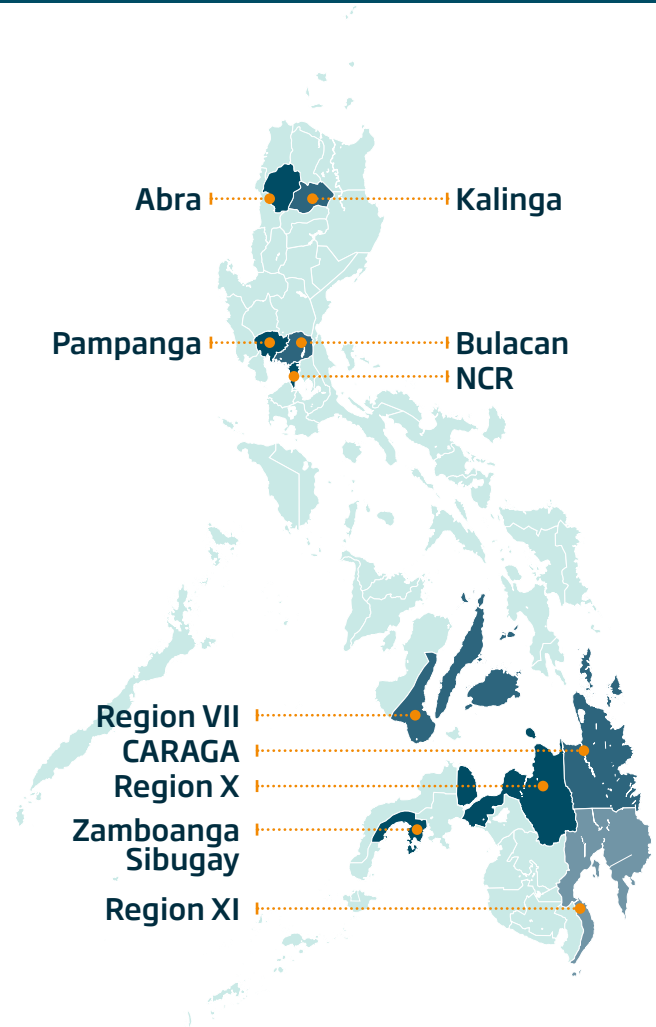 Abra
Kalinga
Pampanga
Bulacan
NCR
Region VII
CARAGA
Region X
Zamboanga
Sibugay
Region XI